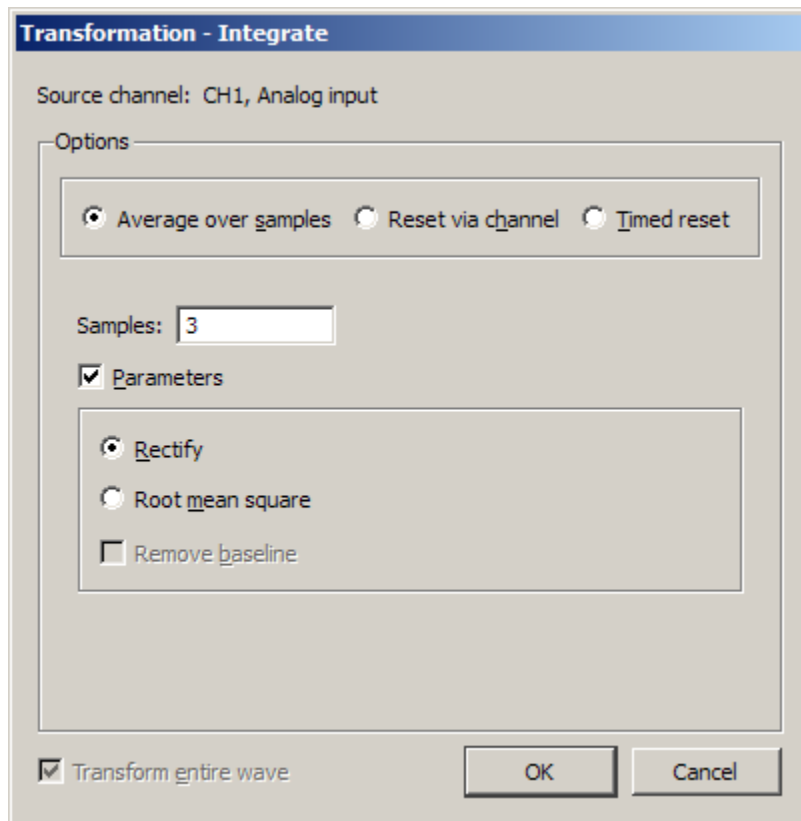 Transformation - Integrate
Source channel: CH1, Analog input
Options
Average over samples Reset via channel Timed reset
Samples: 3
Parameters
Rectify
Root mean square
Remove baseline
Transform entire wave OK Cancel